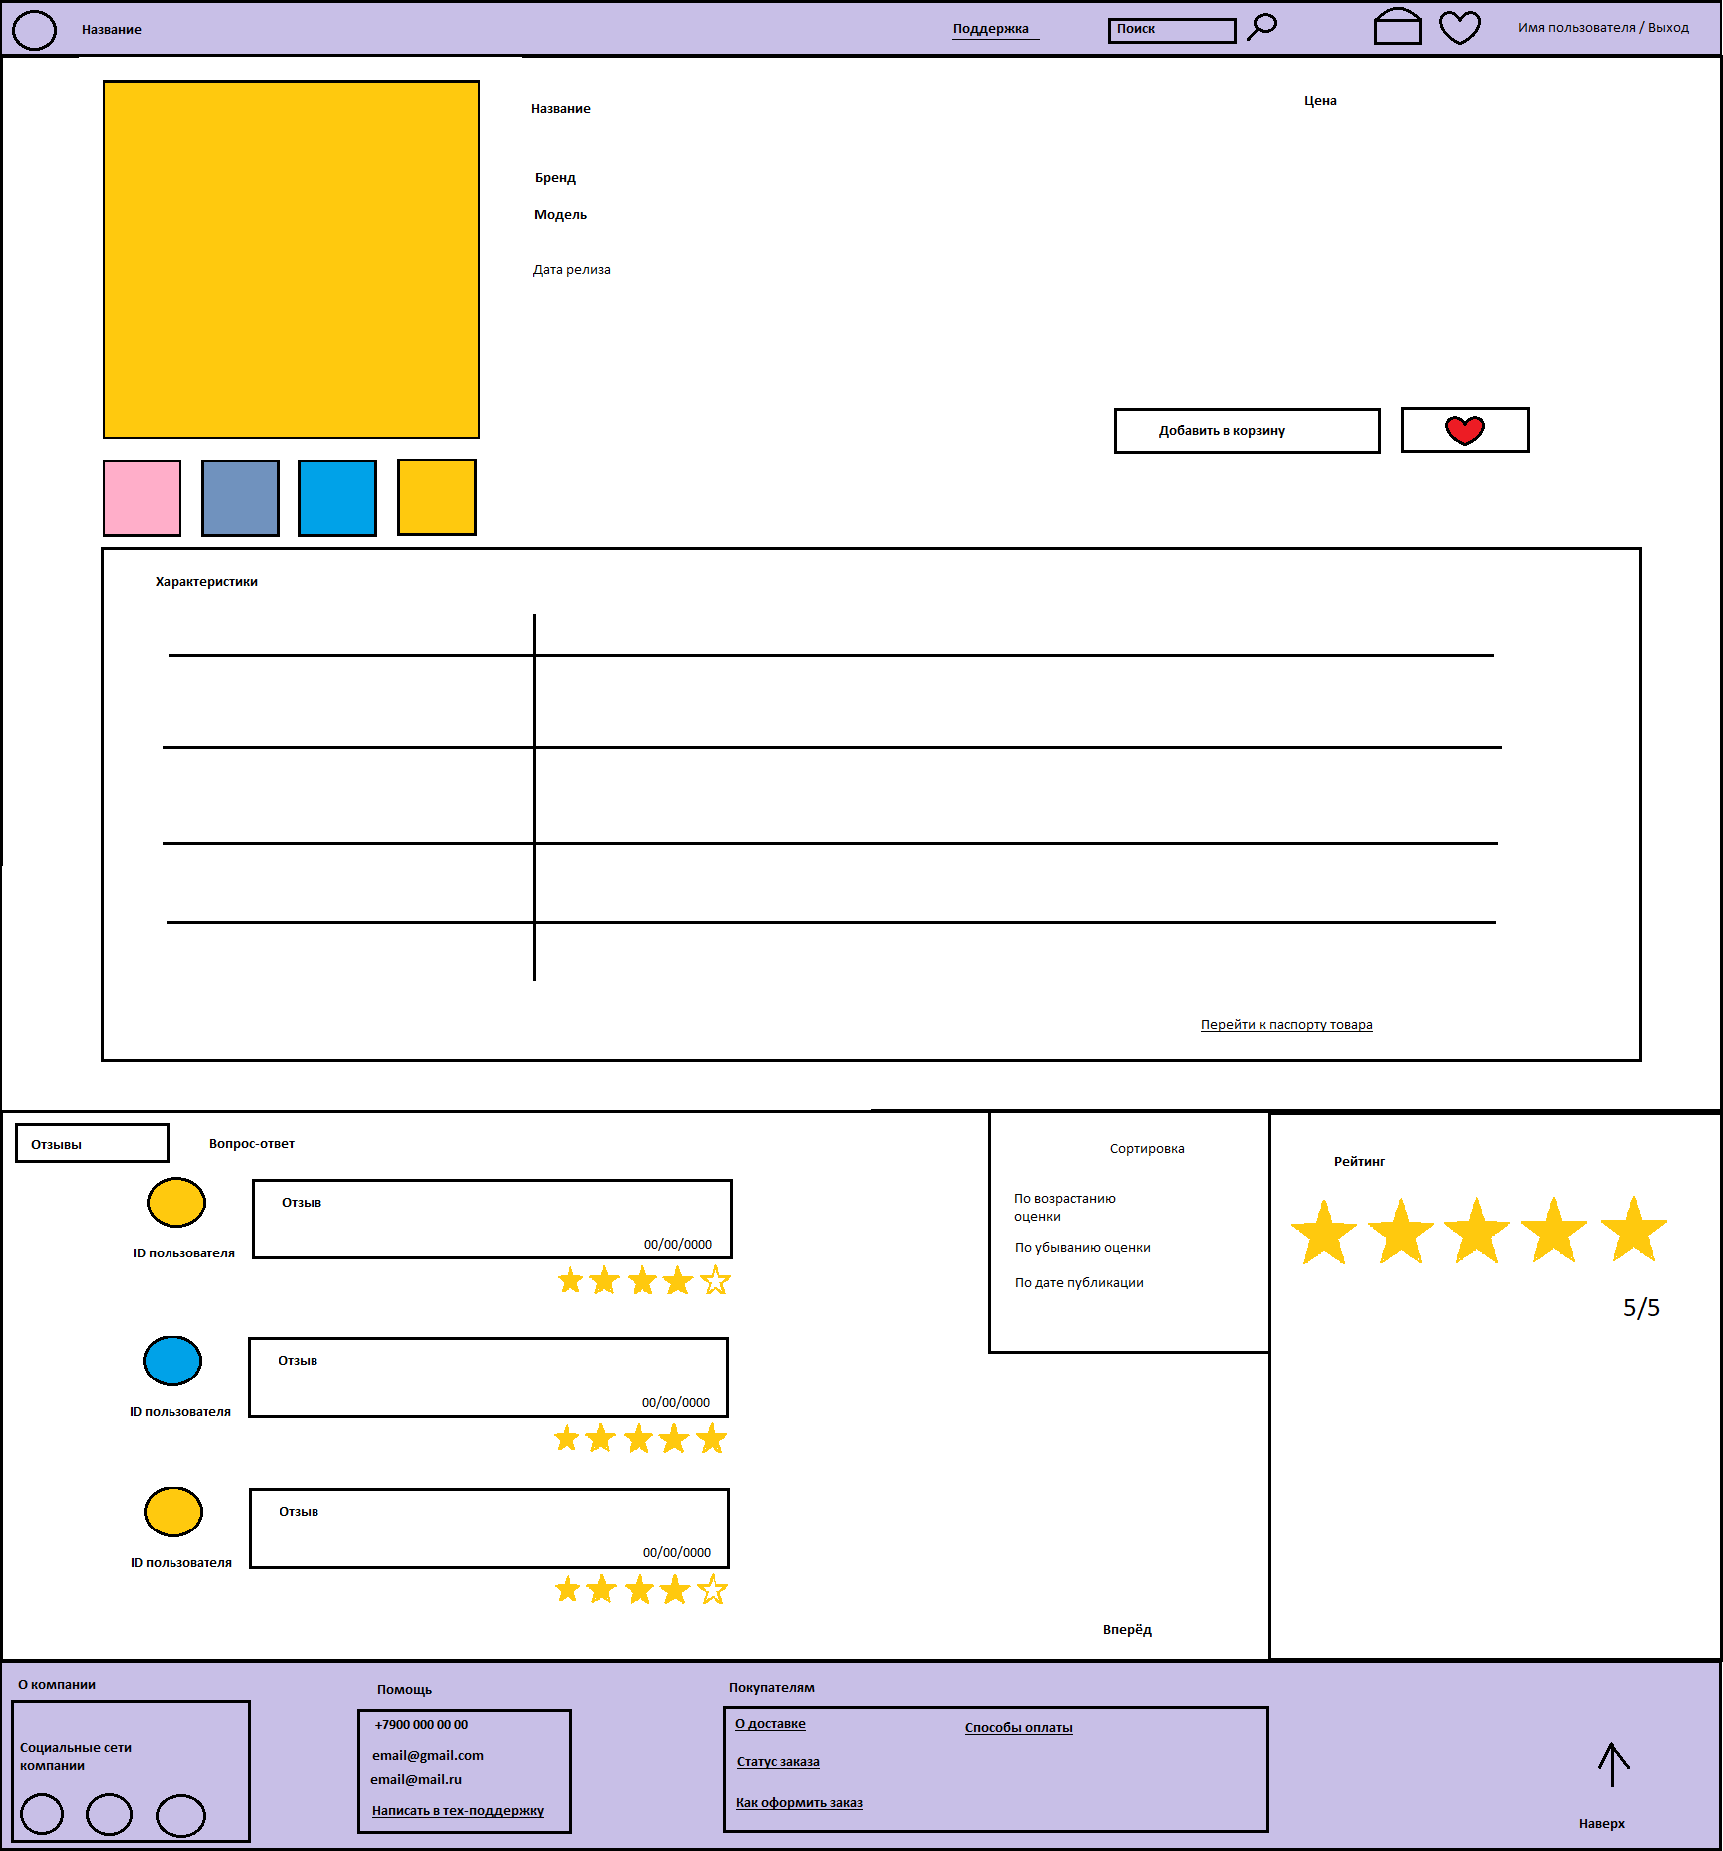 Название
Поддержка
Поиск
Имя пользователя / Выход
Название
Цена
Бренд
Модель
Дата релиза
Добавить в корзину
Характеристики
Перейти к паспорту товара
Отзывы
Вопрос-ответ
Отзыв
00/00/0000
ID пользователя
Отзыв
00/00/0000
ID пользователя
Отзыв
00/00/0000
ID пользователя
Сортировка
По возрастанию
оценки
По убыванию оценки
По дате публикации
Вперёд
Рейтинг
5/5
О компании
Социальные сети
компании
Помощь
+7900 000 00 00
email@gmail.com
email@mail.ru
Написать в тех-поддержку
Покупателям
О доставке
Способы оплаты
Статус заказа
Как оформить заказ
Наверх